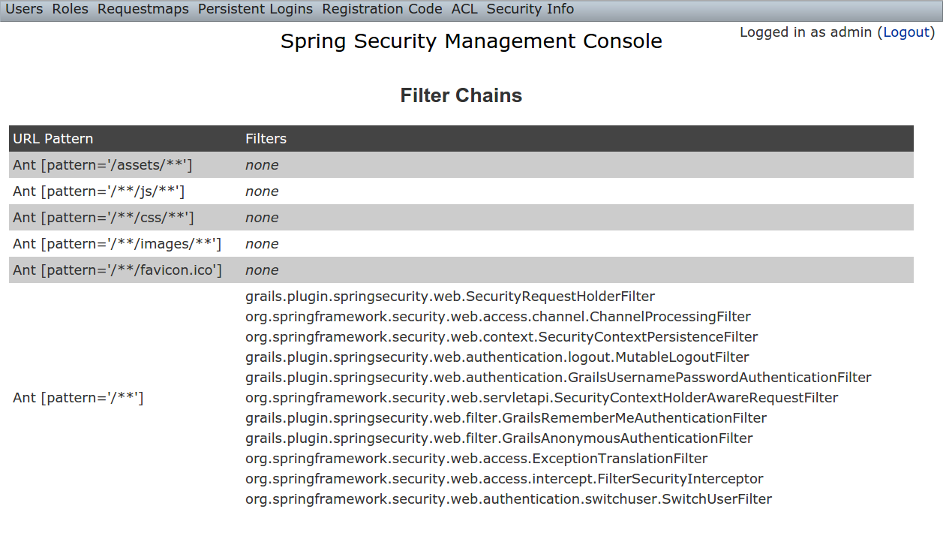 Users Roles Requestmaps Persistent Logins Registration Code ACL Security Info
Logged in as admin (Logout)
Spring Security Management Console
Filter Chains
URL Pattern Filters
Ant [pattern='/assets/**'] none
Ant [pattern='/**/js/**'] none
Ant [pattern='/**/css/**'] none
Ant [pattern='/**/images/**'] none
Ant [pattern='/**/favicon.ico'] none
Ant [pattern='/**']
grails.plugin.springsecurity.web.SecurityRequestHolderFilter
org.springframework.security.web.access.channel.ChannelProcessingFilter
org.springframework.security.web.context.SecurityContextPersistenceFilter
grails.plugin.springsecurity.web.authentication.logout.MutableLogoutFilter
grails.plugin.springsecurity.web.authentication.GrailsUsernamePasswordAuthenticationFilter
org.springframework.security.web.servletapi.SecurityContextHolderAwareRequestFilter
grails.plugin.springsecurity.web.filter.GrailsRememberMeAuthenticationFilter
grails.plugin.springsecurity.web.filter.GrailsAnonymousAuthenticationFilter
org.springframework.security.web.access.ExceptionTranslationFilter
org.springframework.security.web.access.intercept.FilterSecurityInterceptor
org.springframework.security.web.authentication.switchuser.SwitchUserFilter